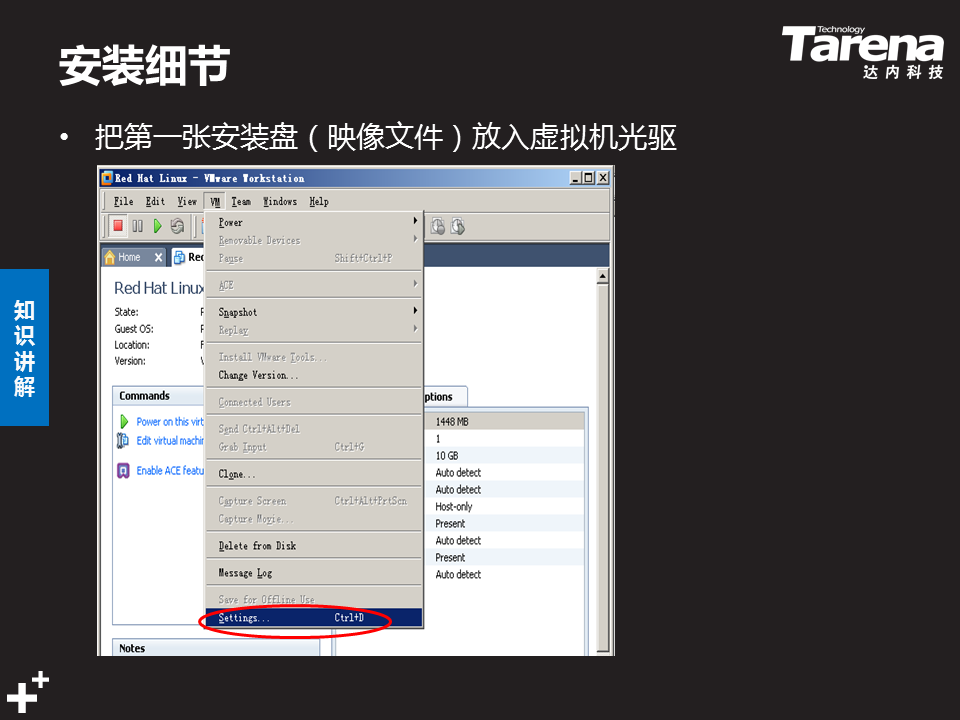 安装细节
Technology
Tarena
达内科技
• 把第一张安装盘（映像文件）放入虚拟机光驱
知识讲解
Red Hat Linux - VMware Workstation
File Edit View VM Team Windows Help
Home
Red
Power
Removable Devices
Pause Shift+Ctrl+P
ACE
Snapshot
Replay
Install VMware Tools...
Change Version...
Connected Users
Send Ctrl+Alt+Del
Grab Input Ctrl+G
Clone...
Capture Screen Ctrl+Alt+PrtScn
Capture Movie...
Delete from Disk
Message Log
Save for Offline Use
Settings... Ctrl+D
Red Hat Linux
State:
Guest OS:
Location:
Version:
Commands
Power on this virt
Edit virtual machin
Enable ACE featu
Notes
ptions
1448 MB
1
10 GB
Auto detect
Auto detect
Host-only
Present
Auto detect
Present
Auto detect